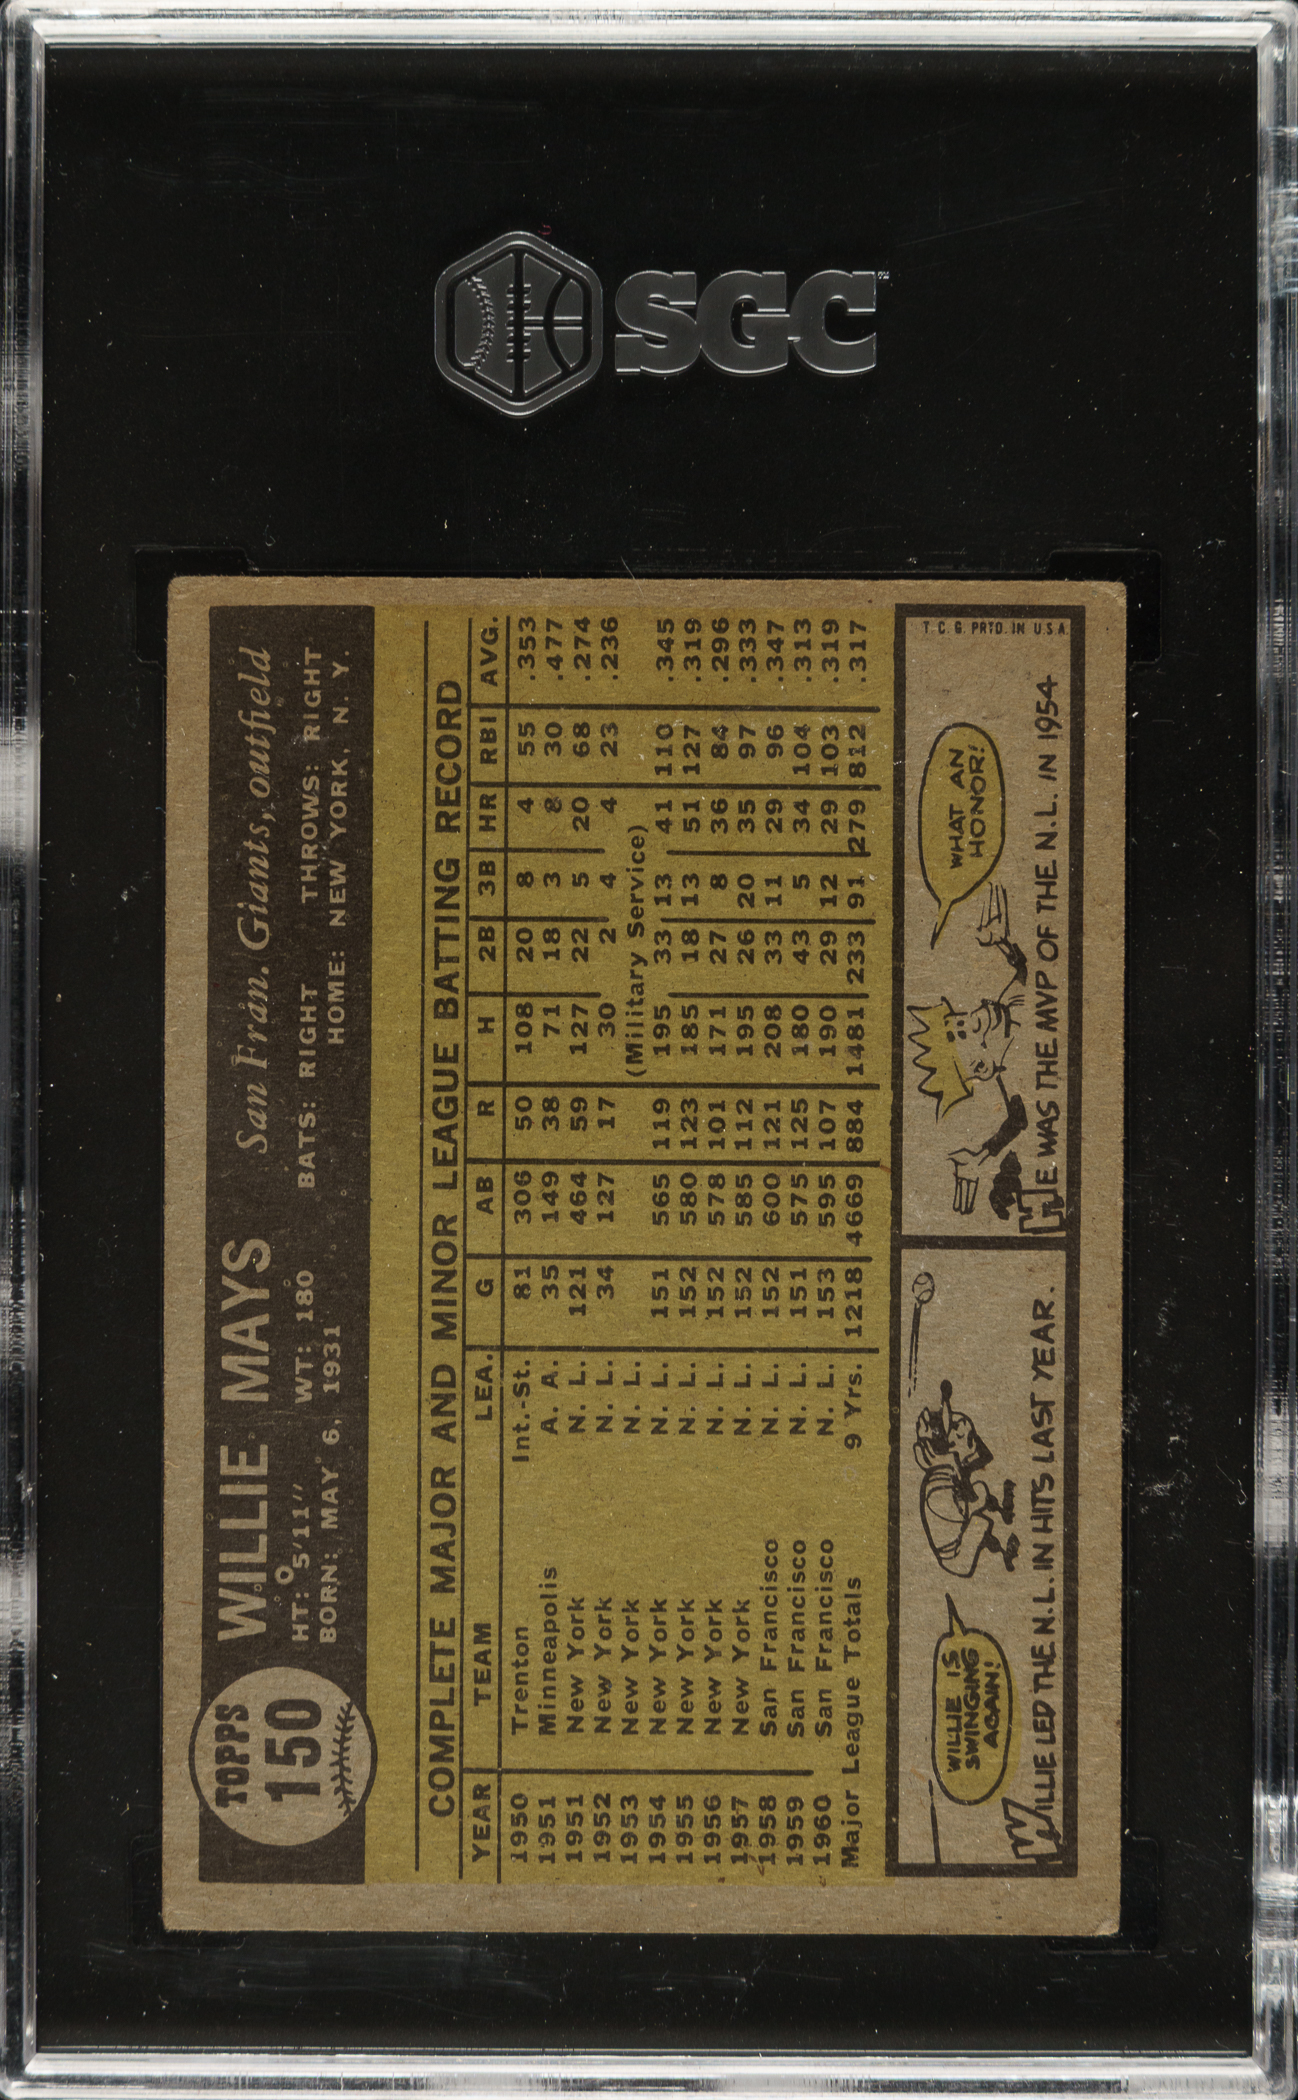 SGC
TOPPS
150
WILLIE MAYS San Fran. Giants, outfield
HT: 5'11" WT: 180 BATS: RIGHT THROWS: RIGHT
BORN: MAY 6, 1931 HOME: NEW YORK, N. Y.
COMPLETE MAJOR AND MINOR LEAGUE BATTING RECORD
YEAR TEAM LEA. G AB R H 2B 3B HR RBI AVG.
1950 Trenton Int.-St. 81 306 50 108 20 8 4 55 .353
1951 Minneapolis A. A. 35 149 38 71 18 3 8 30 .477
1951 New York N. L. 121 464 59 127 22 5 20 68 .274
1952 New York N. L. 34 127 17 30 2 4 4 23 .236
1953 New York N. L. (Military Service)
1954 New York N. L. 151 565 119 195 33 13 41 110 .345
1955 New York N. L. 152 580 123 185 18 13 51 127 .319
1956 New York N. L. 152 578 101 171 27 8 36 84 .296
1957 New York N. L. 152 585 112 195 26 20 35 97 .333
1958 San Francisco N. L. 152 600 121 208 33 11 29 96 .347
1959 San Francisco N. L. 151 575 125 180 43 5 34 104 .313
1960 San Francisco N. L. 153 595 107 190 29 12 29 103 .319
Major League Totals 9 Yrs. 1218 4669 884 1481 233 91 279 812 .317
WILLIE IS
SWINGING
AGAIN!
WILLIE LED THE N.L. IN HITS LAST YEAR.
WHAT AN
HONOR!
HE WAS THE MVP OF THE N.L. IN 1954
T.C.G. PRTD. IN U.S.A.